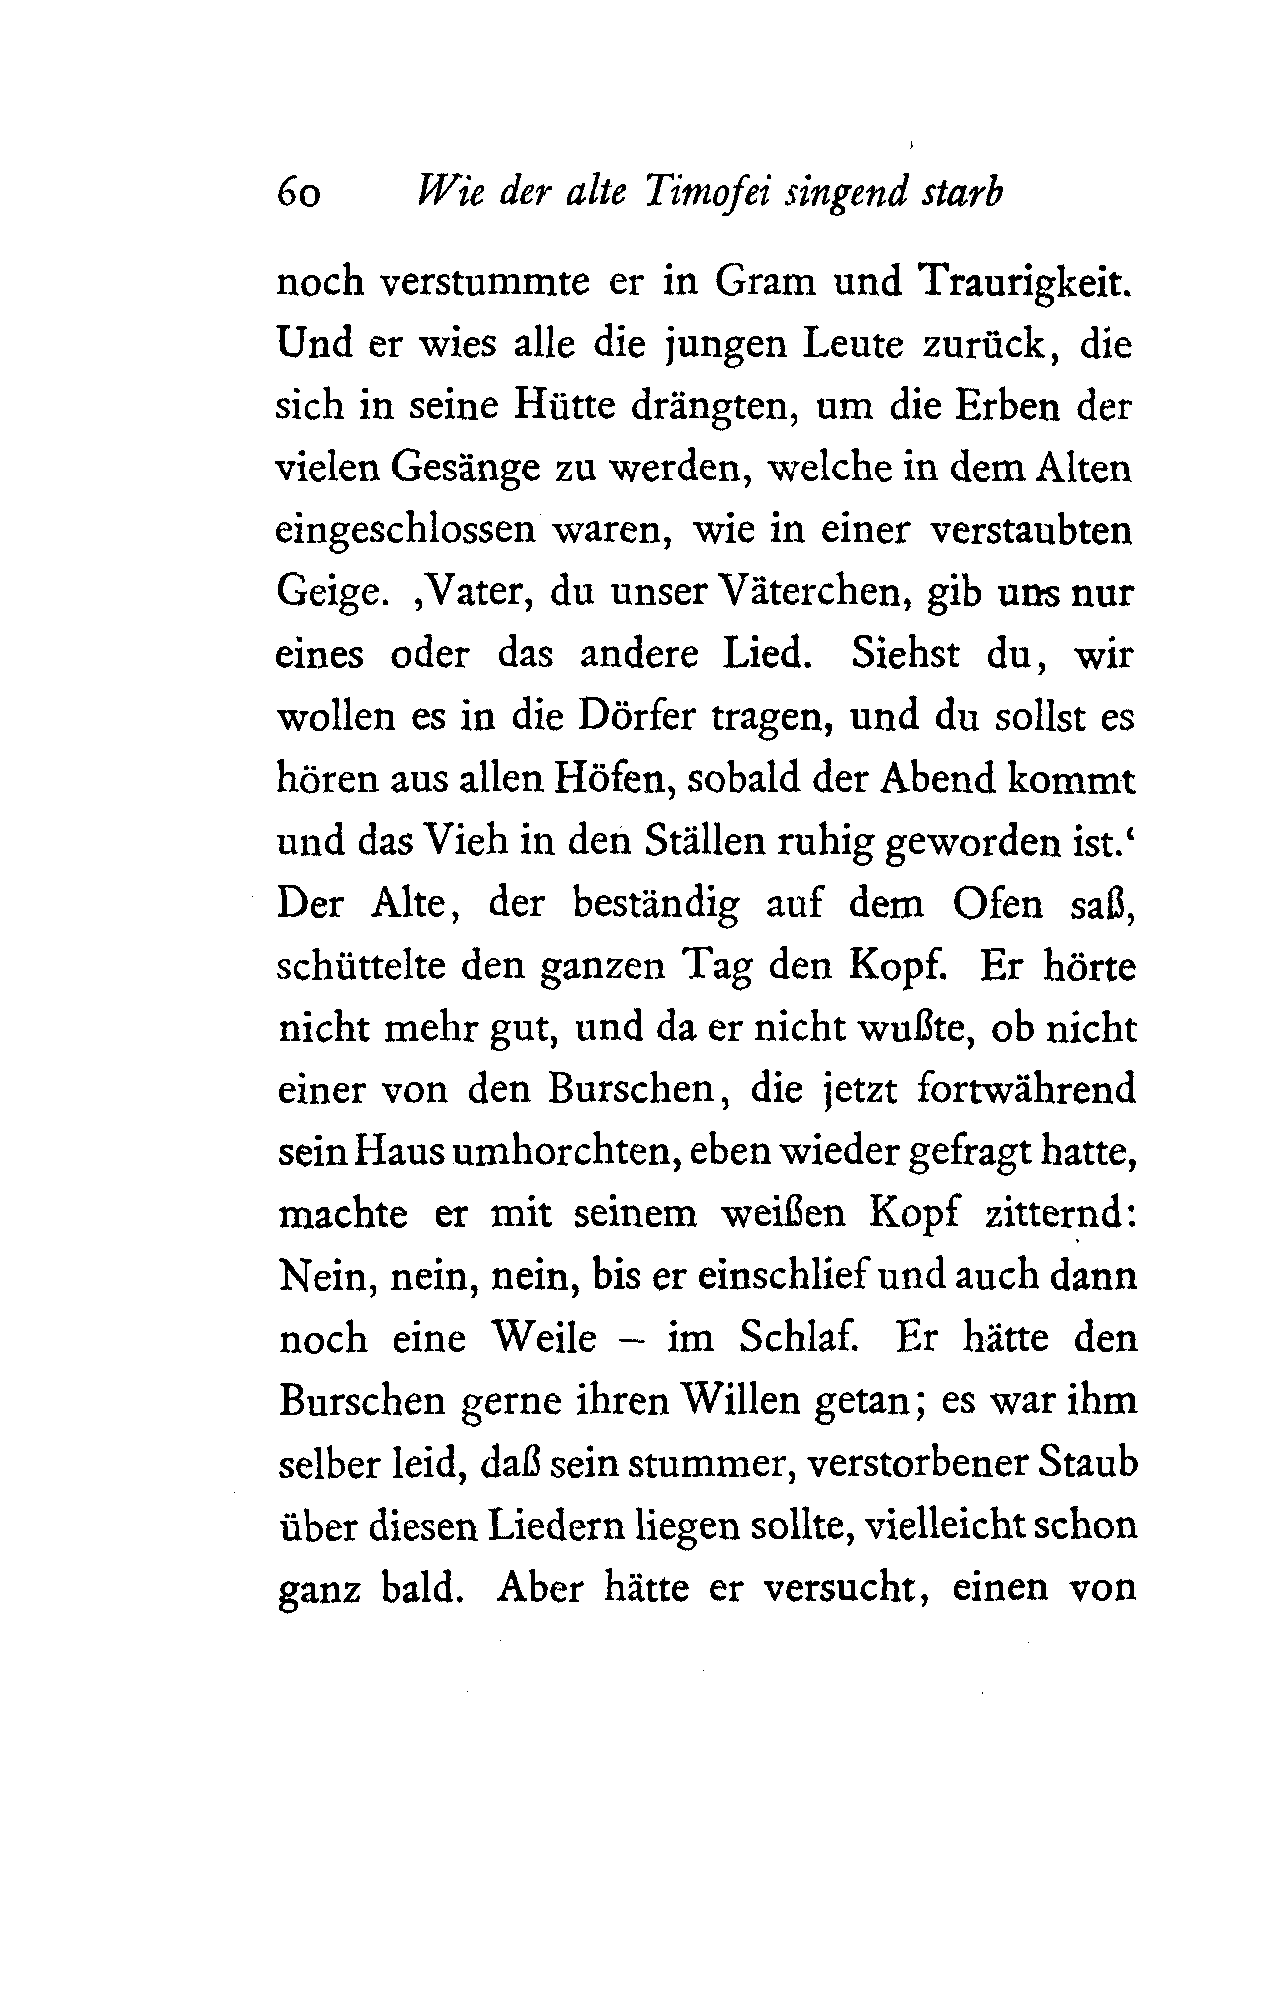 60 Wie der alte Timofei singend starb
noch verstummte er in Gram und Traurigkeit.
Und er wies alle die jungen Leute zurück, die
sich in seine Hütte drängten, um die Erben der
vielen Gesänge zu werden, welche in dem Alten
eingeschlossen waren, wie in einer verstaubten
Geige. ‚Vater, du unser Väterchen, gib uns nur
eines oder das andere Lied. Siehst du, wir
wollen es in die Dörfer tragen, und du sollst es
hören aus allen Höfen, sobald der Abend kommt
und das Vieh in den Ställen ruhig geworden ist.‘
Der Alte, der beständig auf dem Ofen saß,
schüttelte den ganzen Tag den Kopf. Er hörte
nicht mehr gut, und da er nicht wußte, ob nicht
einer von den Burschen, die jetzt fortwährend
sein Haus umhorchten, eben wieder gefragt hatte,
machte er mit seinem weißen Kopf zitternd:
Nein, nein, nein, bis er einschlief und auch dann
noch eine Weile – im Schlaf. Er hätte den
Burschen gerne ihren Willen getan; es war ihm
selber leid, daß sein stummer, verstorbener Staub
über diesen Liedern liegen sollte, vielleicht schon
ganz bald. Aber hätte er versucht, einen von